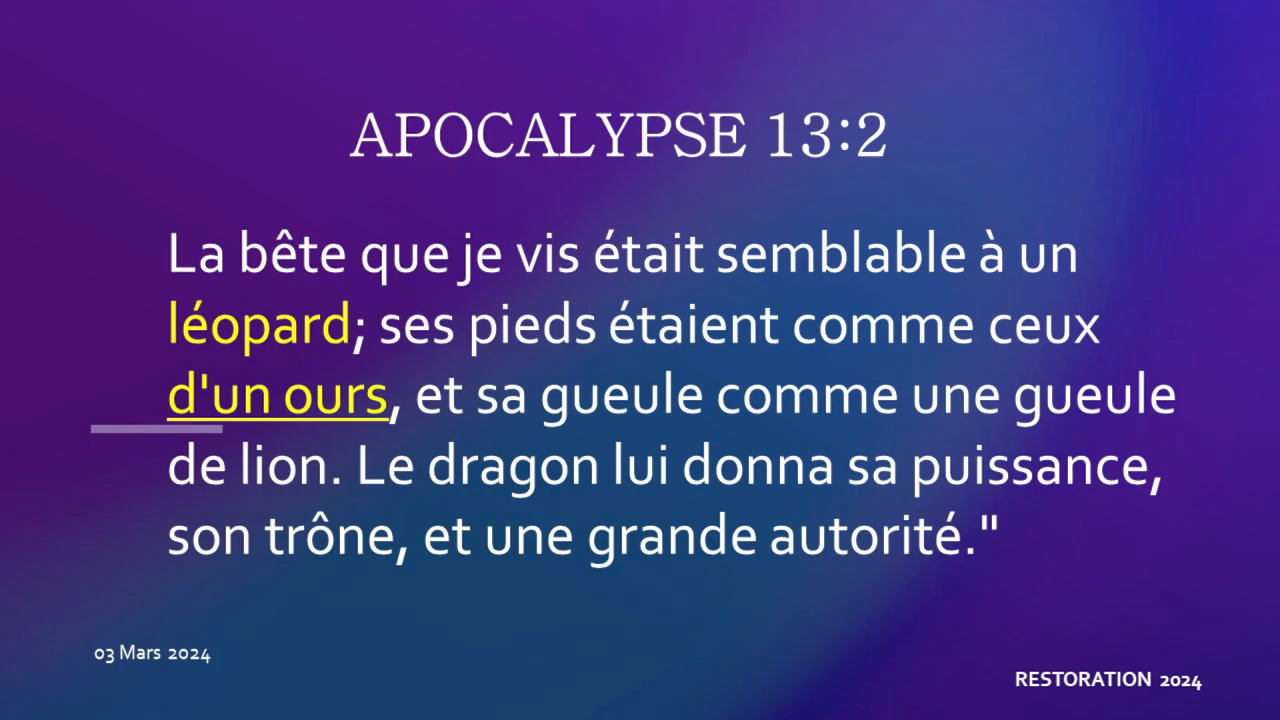 APOCALYPSE 13:2
La bête que je vis était semblable à un
léopard; ses pieds étaient comme ceux
d'un ours, et sa gueule comme une gueule
de lion. Le dragon lui donna sa puissance,
son trône, et une grande autorité."
03 Mars 2024
RESTORATION 2024